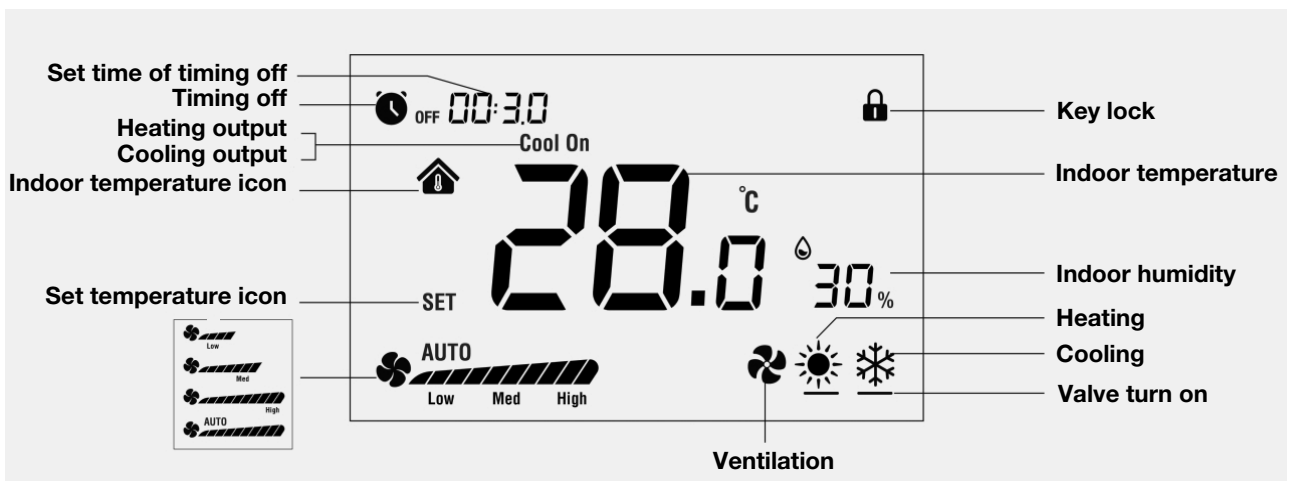 Set time of timing off
Timing off
Heating output
Cooling output
Indoor temperature icon
Set temperature icon
Low
Med
High
AUTO
OFF 00:3.0
Cool On
28.0 °C
30 %
SET
AUTO
Low Med High
Key lock
Indoor temperature
Indoor humidity
Heating
Cooling
Valve turn on
Ventilation